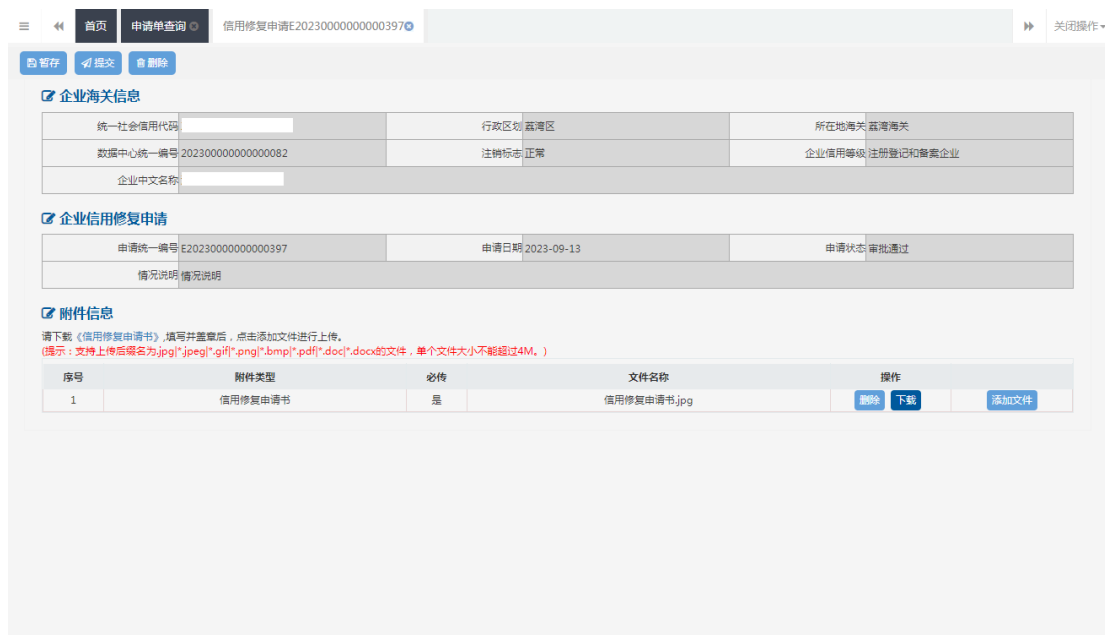 首页 申请单查询 信用修复申请E20230000000000397 关闭操作
暂存 提交 删除
企业海关信息
统一社会信用代码 行政区划 荔湾区 所在地海关 荔湾海关
数据中心统一编号 202300000000000082 注销标志 正常 企业信用等级 注册登记和备案企业
企业中文名称
企业信用修复申请
申请统一编号 E20230000000000397 申请日期 2023-09-13 申请状态 审批通过
情况说明 情况说明
附件信息
请下载《信用修复申请书》,填写并盖章后，点击添加文件进行上传。
(提示：支持上传后缀名为.jpg|*.jpeg|*.gif|*.png|*.bmp|*.pdf|*.doc|*.docx的文件，单个文件大小不能超过4M。)
序号 附件类型 必传 文件名称 操作
1 信用修复申请书 是 信用修复申请书.jpg 删除 下载 添加文件